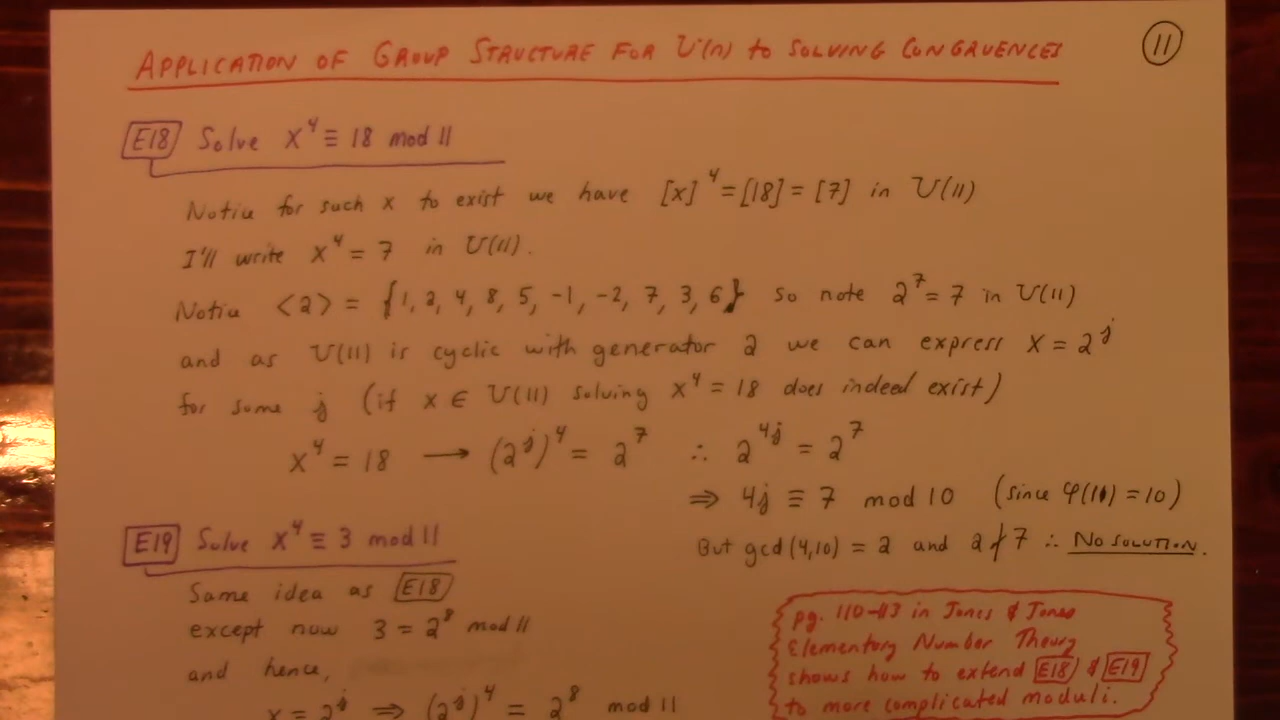 APPLICATION OF GROUP STRUCTURE FOR U(n) to SOLVING CONGRUENCES
11
E18 Solve x⁴ ≡ 18 mod 11
Notice for such x to exist we have [x]⁴ = [18] = [7] in U(11)
I'll write x⁴ = 7 in U(11).
Notice <2> = {1, 2, 4, 8, 5, -1, -2, 7, 3, 6} so note 2⁷ = 7 in U(11)
and as U(11) is cyclic with generator 2 we can express x = 2^j
for some j (if x ∈ U(11) solving x⁴ = 18 does indeed exist)
x⁴ = 18 → (2^j)⁴ = 2⁷ ∴ 2^4j = 2⁷
⇒ 4j ≡ 7 mod 10 (since φ(11) = 10)
But gcd(4,10) = 2 and 2∤7 ∴ NO SOLUTION.
E19 Solve x⁴ ≡ 3 mod 11
Same idea as E18
except now 3 = 2⁸ mod 11
and hence,
x = 2^j ⇒ (2^j)⁴ = 2⁸ mod 11
pg. 110-113 in Jones & Jones
Elementary Number Theory
shows how to extend E18 & E19
to more complicated moduli.